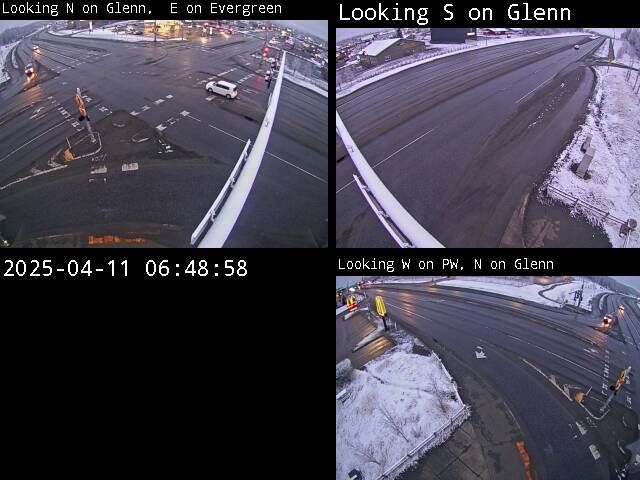 Looking N on Glenn,  E on Evergreen
Looking S on Glenn
2025-04-11 06:48:58
Looking W on PW, N on Glenn